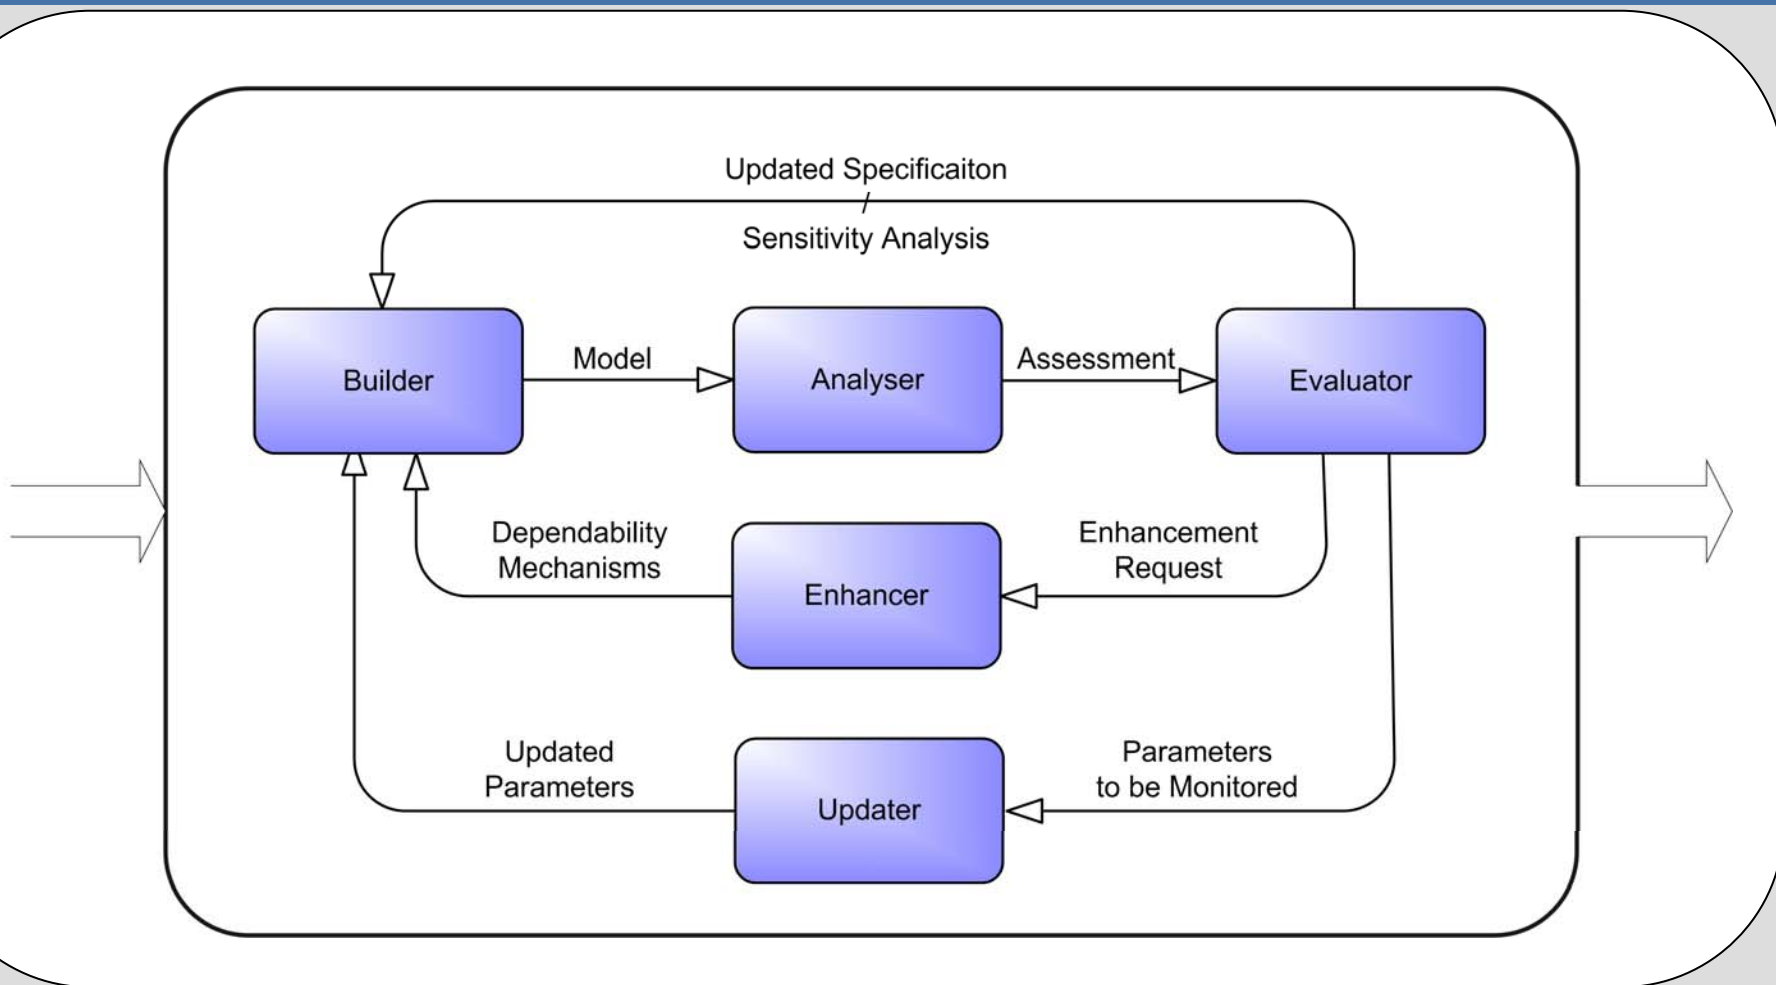 Updated Specificaiton
/
Sensitivity Analysis
Builder
Model
Analyser
Assessment
Evaluator
Dependability
Mechanisms
Enhancer
Enhancement
Request
Updated
Parameters
Updater
Parameters
to be Monitored